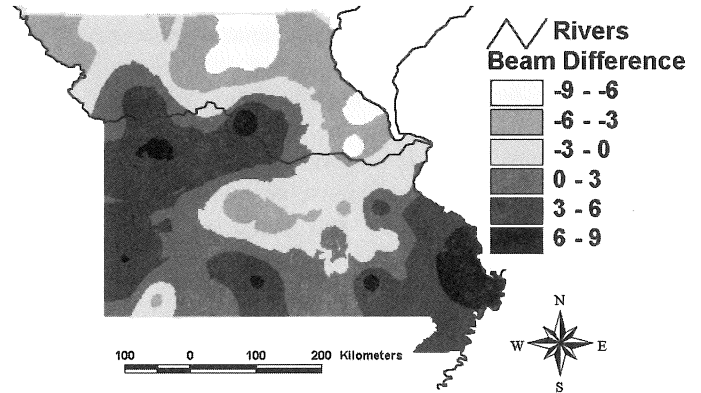 Rivers
Beam Difference
-9 - -6
-6 - -3
-3 - 0
0 - 3
3 - 6
6 - 9
N
W E
S
100 0 100 200 Kilometers